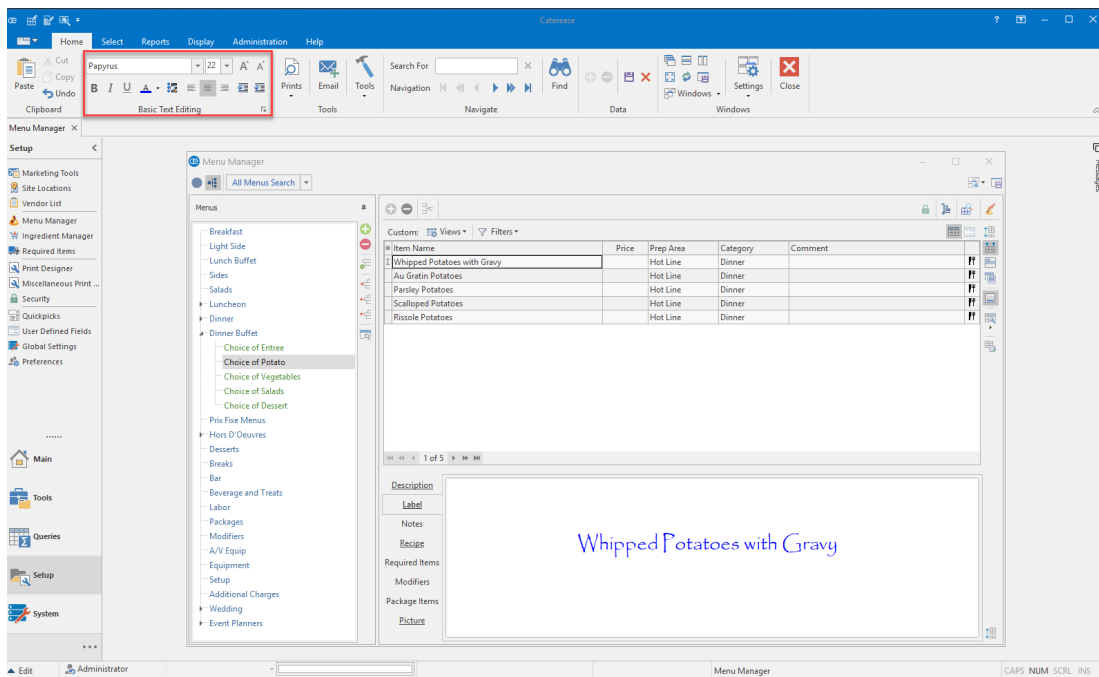 Caterease
Home Select Reports Display Administration Help
Cut
Copy
Undo
Paste
Clipboard
Papyrus 22 A A
B I U A
Basic Text Editing
Prints
Email
Tools
Tools
Search For
Navigation
Navigate
Find
Data
Windows
Settings
Close
Windows
Menu Manager
Setup
Marketing Tools
Site Locations
Vendor List
Menu Manager
Ingredient Manager
Required Items
Print Designer
Miscellaneous Print ...
Security
Quickpicks
User Defined Fields
Global Settings
Preferences
Main
Tools
Queries
Setup
System
Messages
Menu Manager
All Menus Search
Menus
Breakfast
Light Side
Lunch Buffet
Sides
Salads
Luncheon
Dinner
Dinner Buffet
Choice of Entree
Choice of Potato
Choice of Vegetables
Choice of Salads
Choice of Dessert
Prix Fixe Menus
Hors D'Oeuvres
Desserts
Breaks
Bar
Beverage and Treats
Labor
Packages
Modifiers
A/V Equip
Equipment
Setup
Additional Charges
Wedding
Event Planners
Custom: Views Filters
Item Name Price Prep Area Category Comment
Whipped Potatoes with Gravy Hot Line Dinner
Au Gratin Potatoes Hot Line Dinner
Parsley Potatoes Hot Line Dinner
Scalloped Potatoes Hot Line Dinner
Rissole Potatoes Hot Line Dinner
1 of 5
Description
Label
Notes
Recipe
Required Items
Modifiers
Package Items
Picture
Whipped Potatoes with Gravy
Edit Administrator Menu Manager CAPS NUM SCRL INS